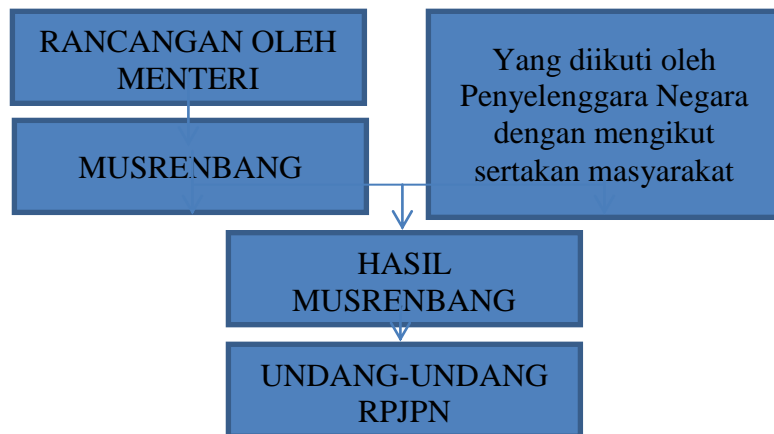 RANCANGAN OLEH
MENTERI
MUSRENBANG
Yang diikuti oleh
Penyelenggara Negara
dengan mengikut
sertakan masyarakat
HASIL
MUSRENBANG
UNDANG-UNDANG
RPJPN